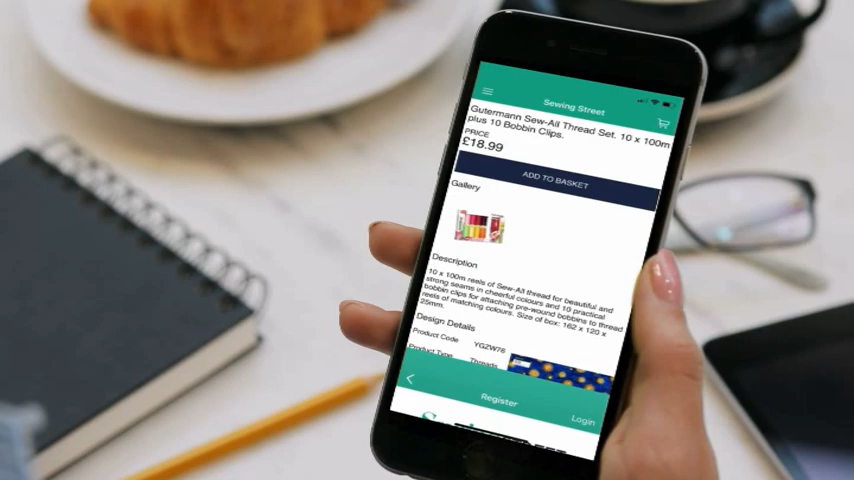 Sewing Street
Gutermann Sew-All Thread Set. 10 x 100m
plus 10 Bobbin Clips.
PRICE
£18.99
ADD TO BASKET
Gallery
Description
10 x 100m reels of Sew-All thread for beautiful and
strong seams in cheerful colours and 10 practical
bobbin clips for attaching pre-wound bobbins to thread
reels of matching colours. Size of box: 162 x 120 x
25mm.
Design Details
Product Code YGZW76
Product Type Threads
Register
Login